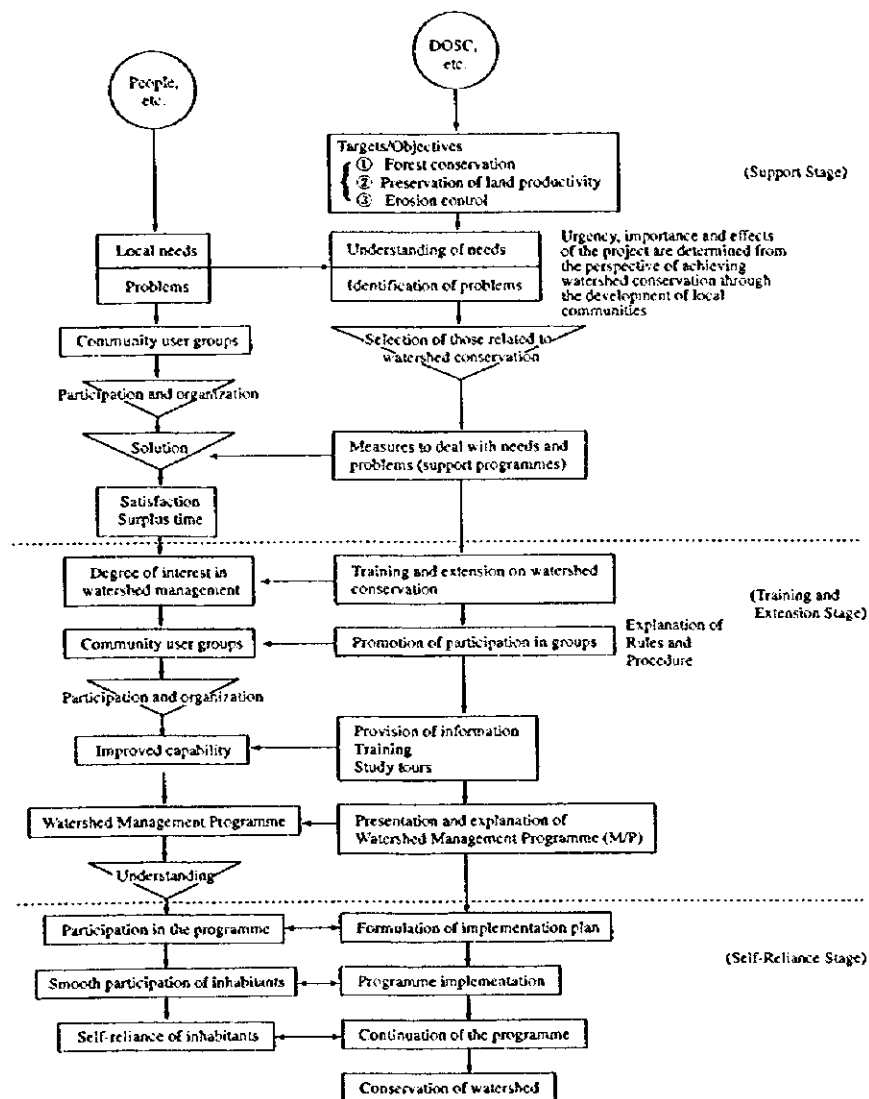 DOSC,
etc.
People,
etc.
Targets/Objectives
① Forest conservation
② Preservation of land productivity
③ Erosion control
(Support Stage)
Local needs
Problems
Understanding of needs
Identification of problems
Urgency, importance and effects
of the project are determined from
the perspective of achieving
watershed conservation through
the development of local
communities
Community user groups
Selection of those related to
watershed conservation
Participation and organization
Solution
Measures to deal with needs and
problems (support programmes)
Satisfaction
Surplus time
Degree of interest in
watershed management
Training and extension on watershed
conservation
(Training and
Extension Stage)
Community user groups
Promotion of participation in groups
Explanation of
Rules and
Procedure
Participation and organization
Improved capability
Provision of information
Training
Study tours
Watershed Management Programme
Presentation and explanation of
Watershed Management Programme (M/P)
Understanding
Participation in the programme
Formulation of implementation plan
(Self-Reliance Stage)
Smooth participation of inhabitants
Programme implementation
Self-reliance of inhabitants
Continuation of the programme
Conservation of watershed